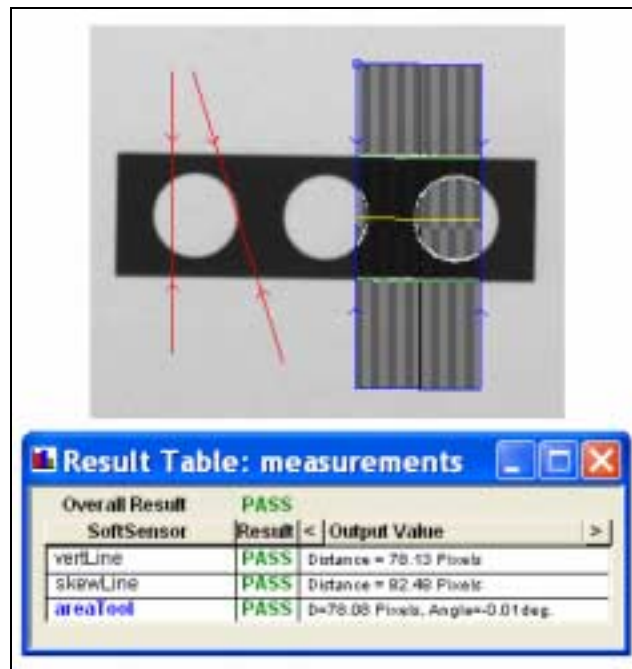 Result Table: measurements
Overall Result PASS
SoftSensor Result < Output Value >
vertLine PASS Distance = 78.13 Pixels
skewLine PASS Distance = 82.48 Pixels
areaTool PASS D=78.08 Pixels, Angle=-0.01deg.